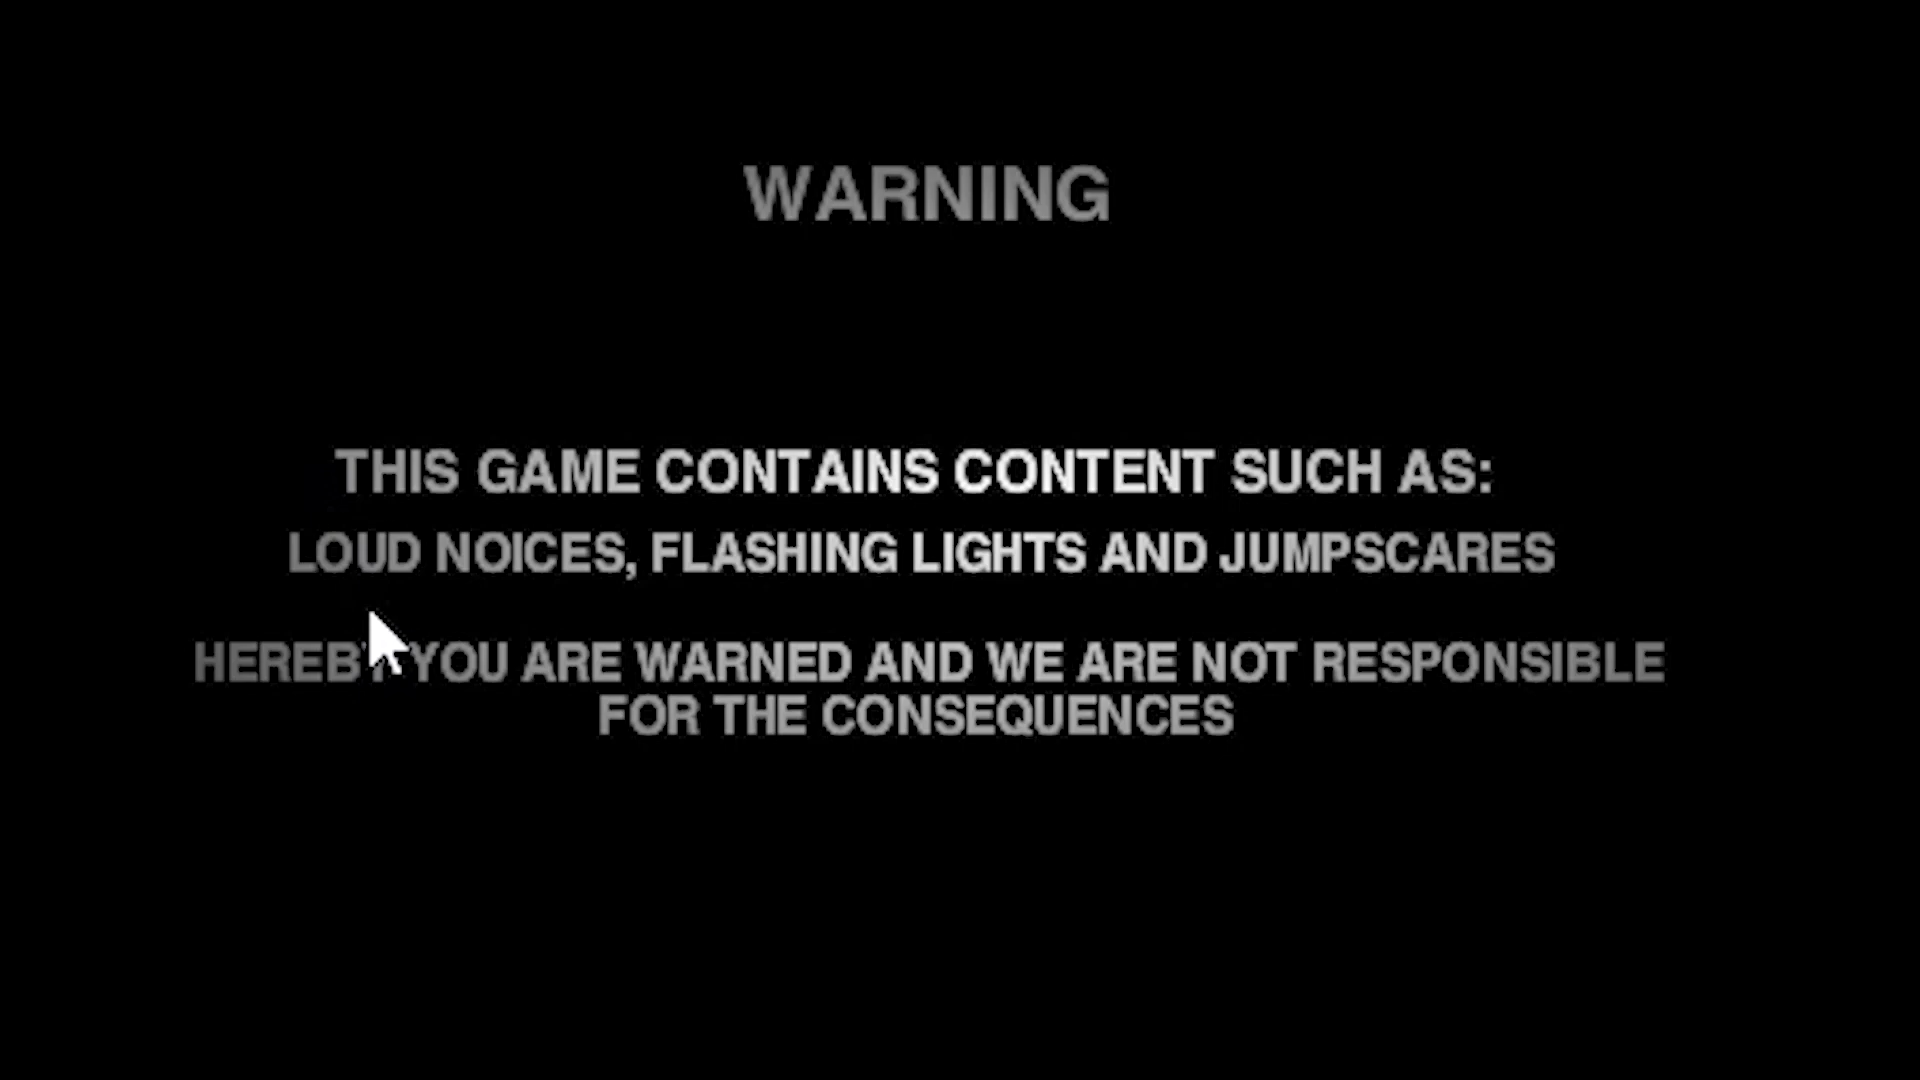 WARNING
THIS GAME CONTAINS CONTENT SUCH AS:
LOUD NOICES, FLASHING LIGHTS AND JUMPSCARES
HEREBY YOU ARE WARNED AND WE ARE NOT RESPONSIBLE
FOR THE CONSEQUENCES